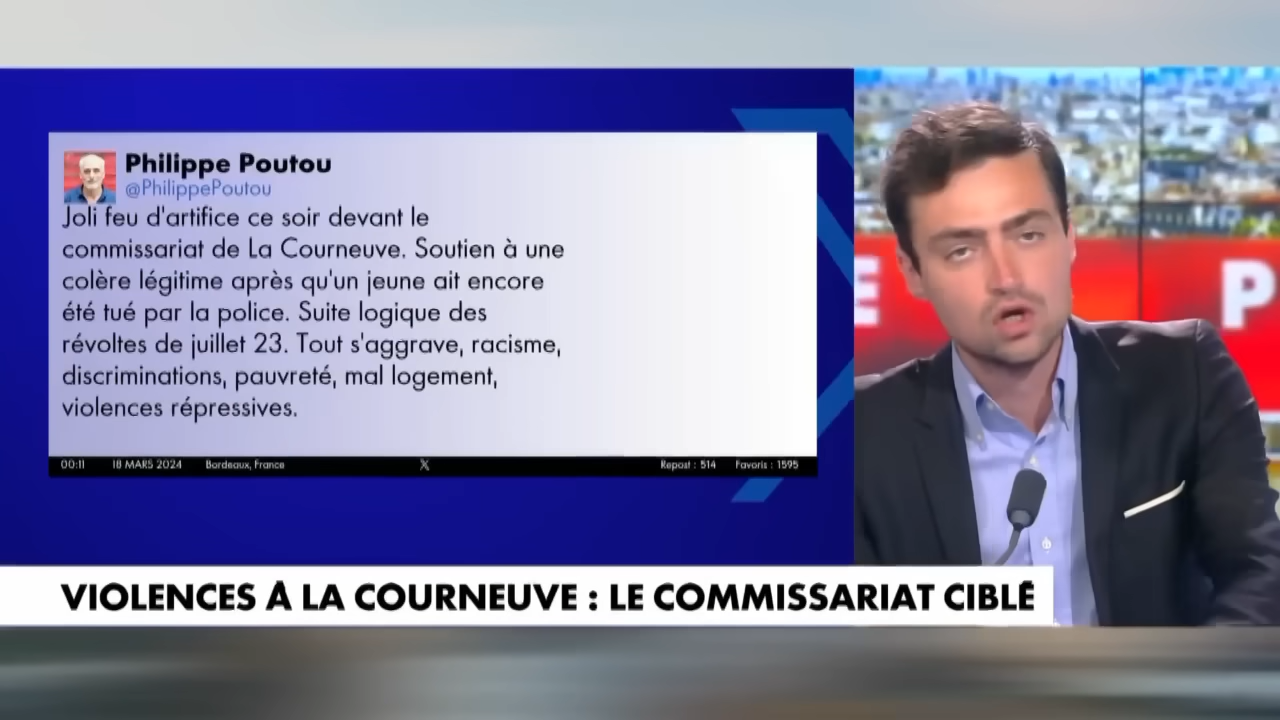 Philippe Poutou
@PhilippePoutou
Joli feu d'artifice ce soir devant le
commissariat de La Courneuve. Soutien à une
colère légitime après qu'un jeune ait encore
été tué par la police. Suite logique des
révoltes de juillet 23. Tout s'aggrave, racisme,
discriminations, pauvreté, mal logement,
violences répressives.
00:11 18 MARS 2024 Bordeaux, France X Repost : 514 Favoris : 1595
E P
VIOLENCES À LA COURNEUVE : LE COMMISSARIAT CIBLÉ